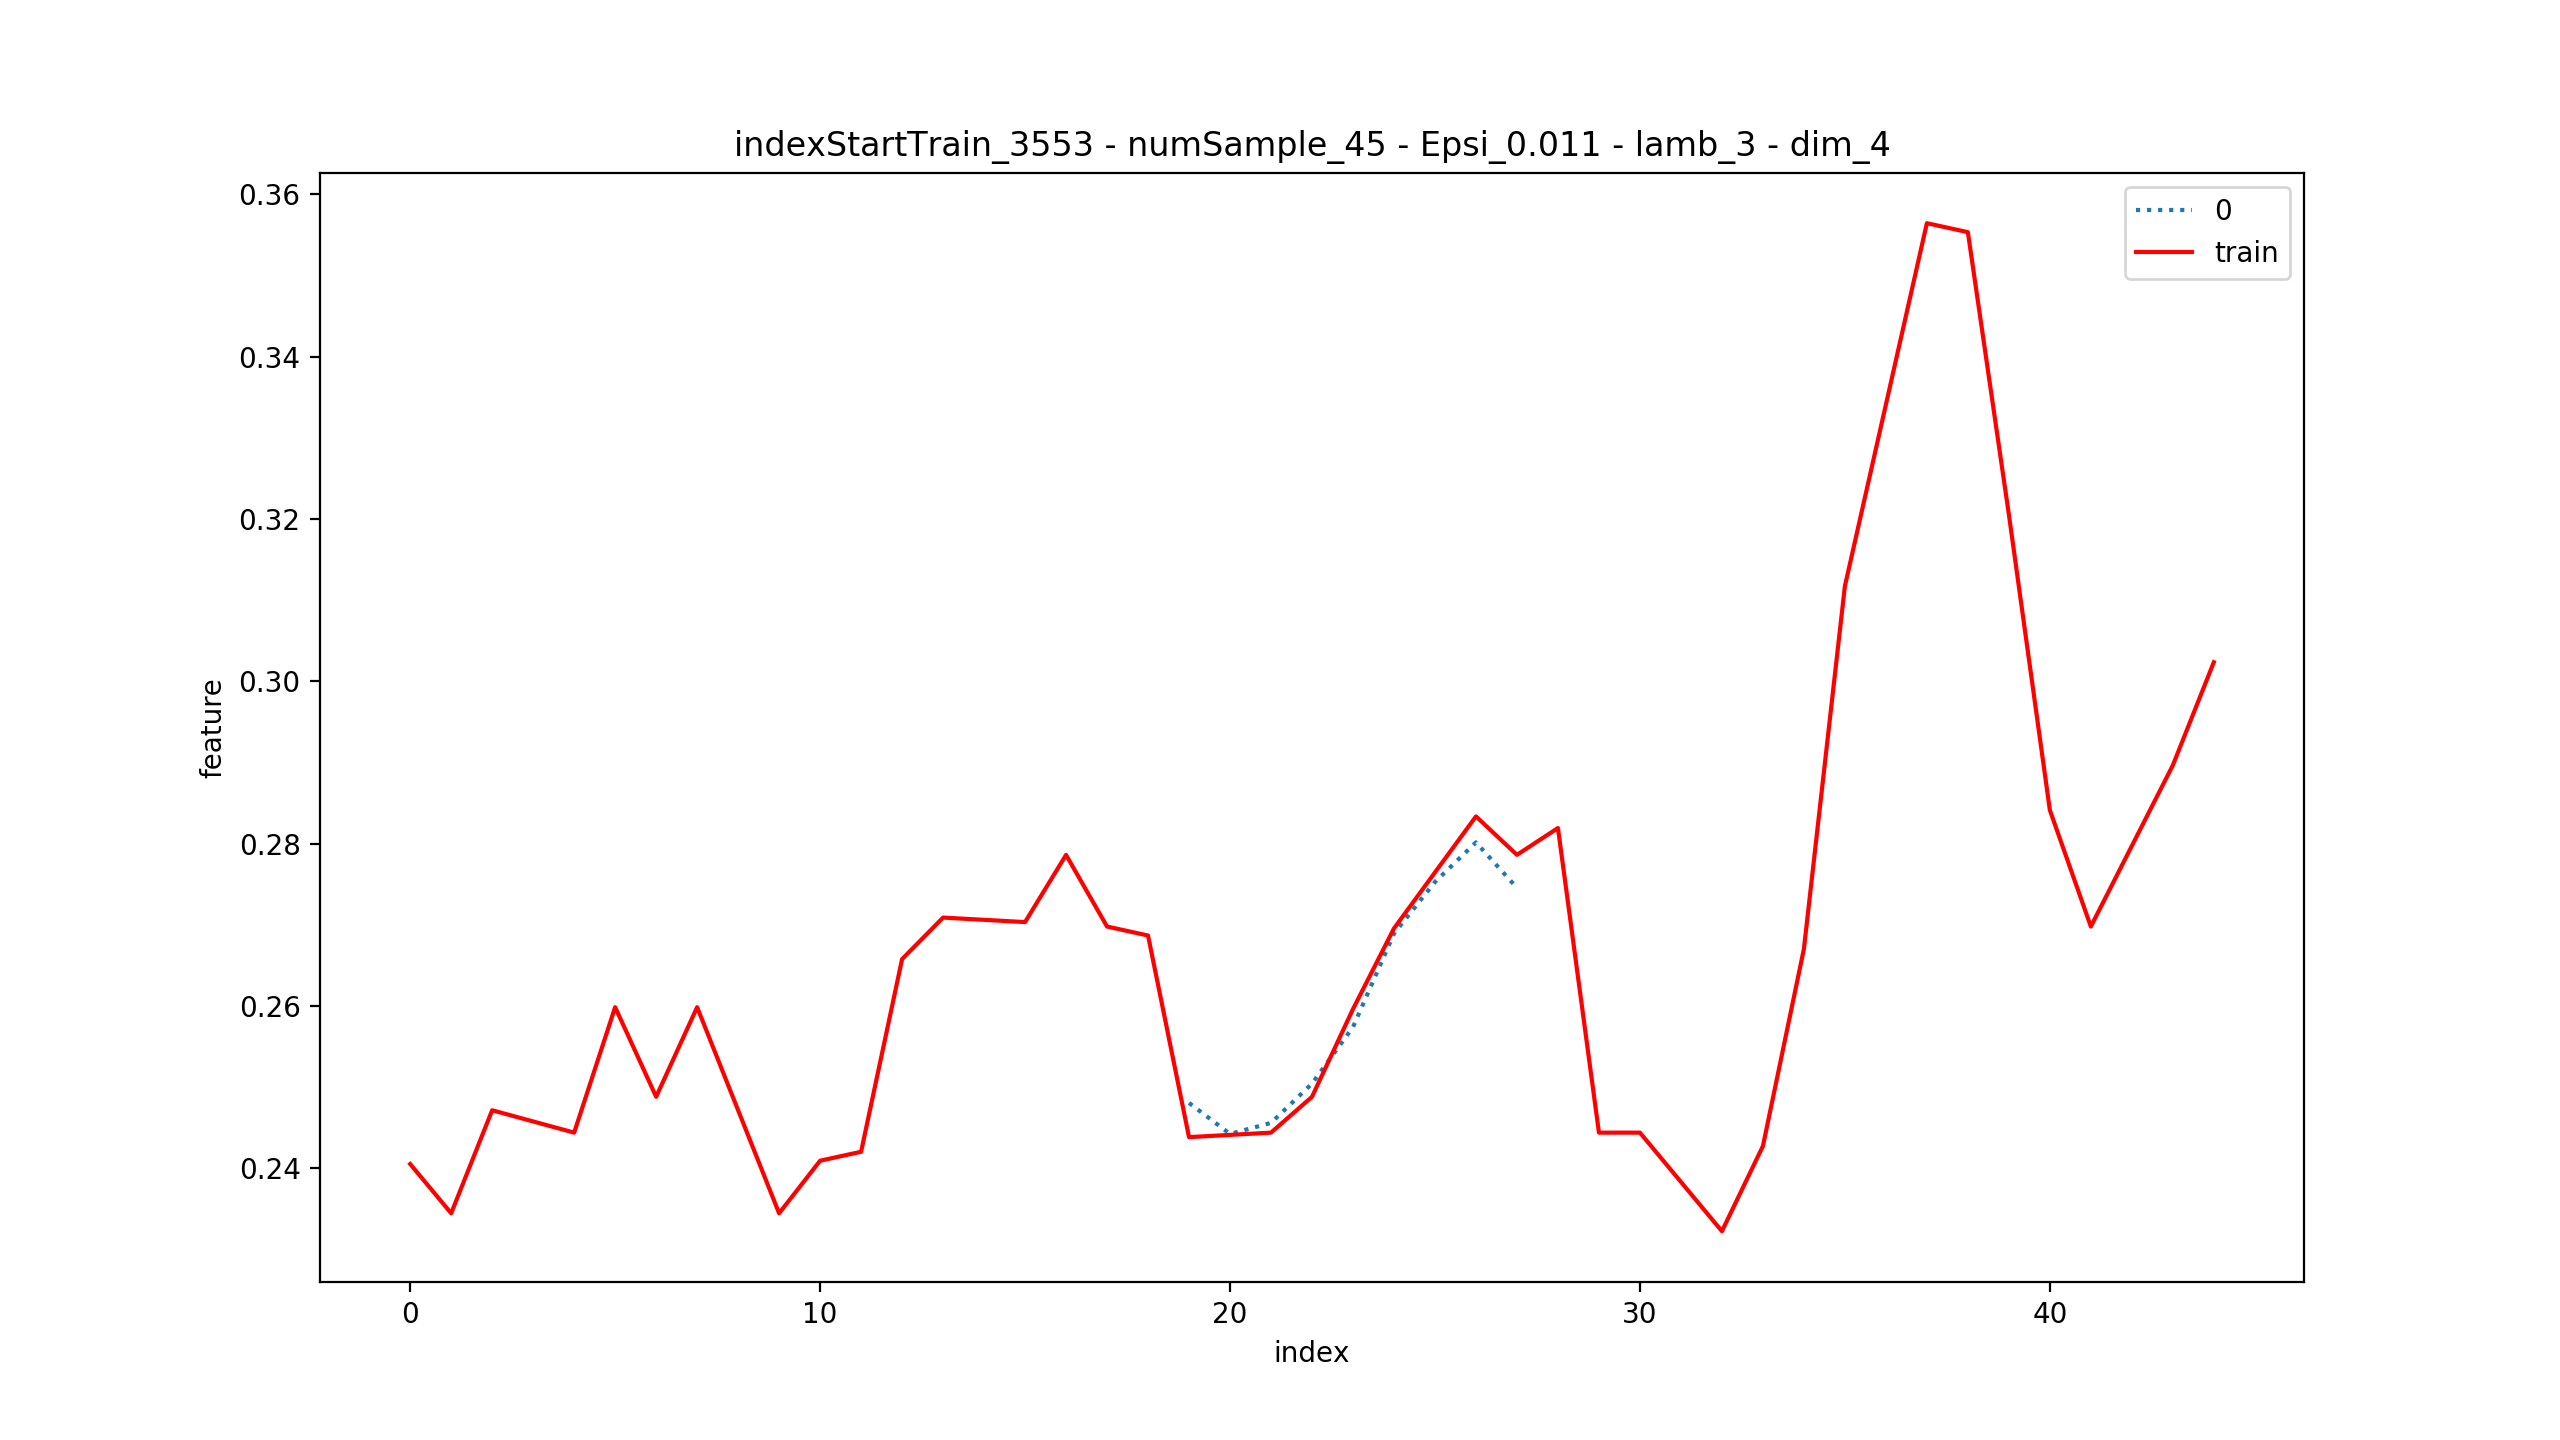 indexStartTrain_3553 - numSample_45 - Epsi_0.011 - lamb_3 - dim_4
0
train
0.36
0.34
0.32
0.30
0.28
0.26
0.24
feature
0 10 20 30 40
index